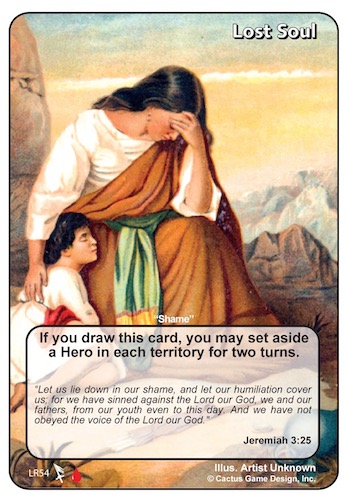 Lost Soul
"Shame"
If you draw this card, you may set aside
a Hero in each territory for two turns.
"Let us lie down in our shame, and let our humiliation cover
us; for we have sinned against the Lord our God, we and our
fathers, from our youth even to this day. And we have not
obeyed the voice of the Lord our God."
Jeremiah 3:25
LR54
Illus. Artist Unknown
© Cactus Game Design, Inc.